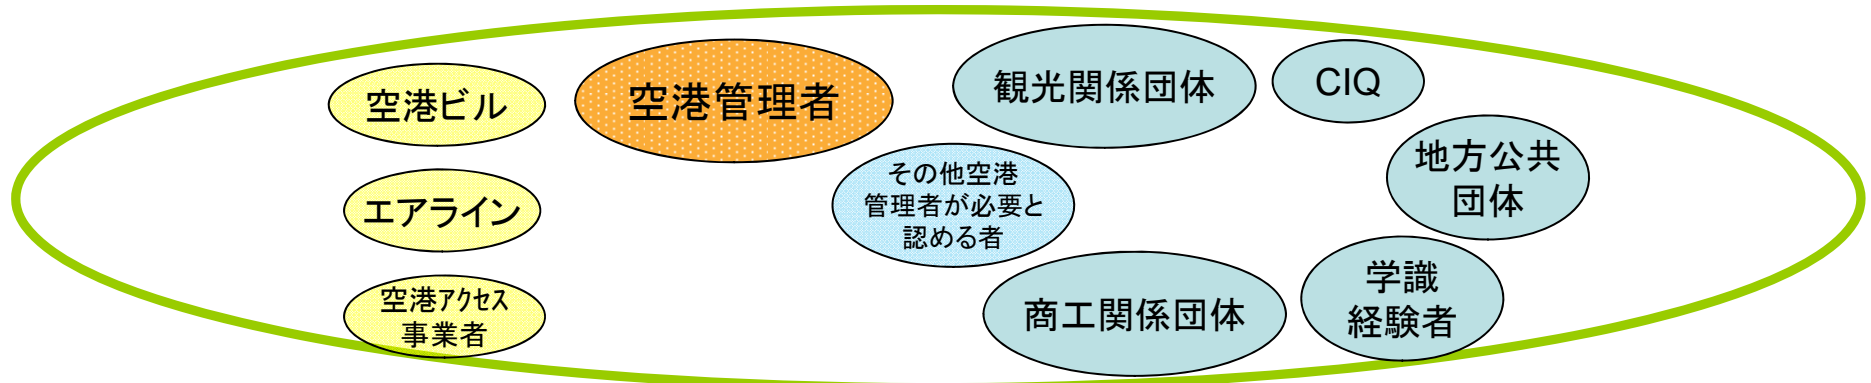 空港ビル
空港管理者
観光関係団体
CIQ
エアライン
その他空港
管理者が必要と
認める者
地方公共
団体
空港アクセス
事業者
商工関係団体
学識
経験者